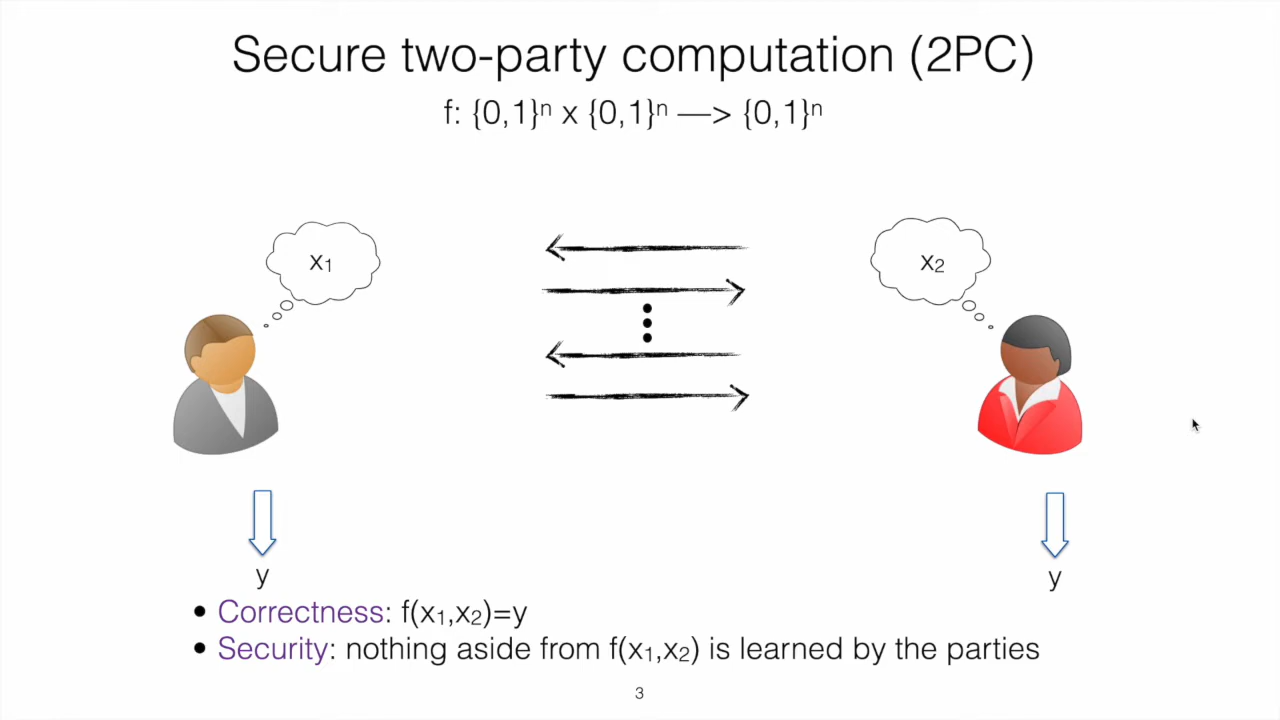 Secure two-party computation (2PC)
f: {0,1}ⁿ x {0,1}ⁿ —> {0,1}ⁿ
x₁
x₂
y
y
• Correctness: f(x₁,x₂)=y
• Security: nothing aside from f(x₁,x₂) is learned by the parties
3